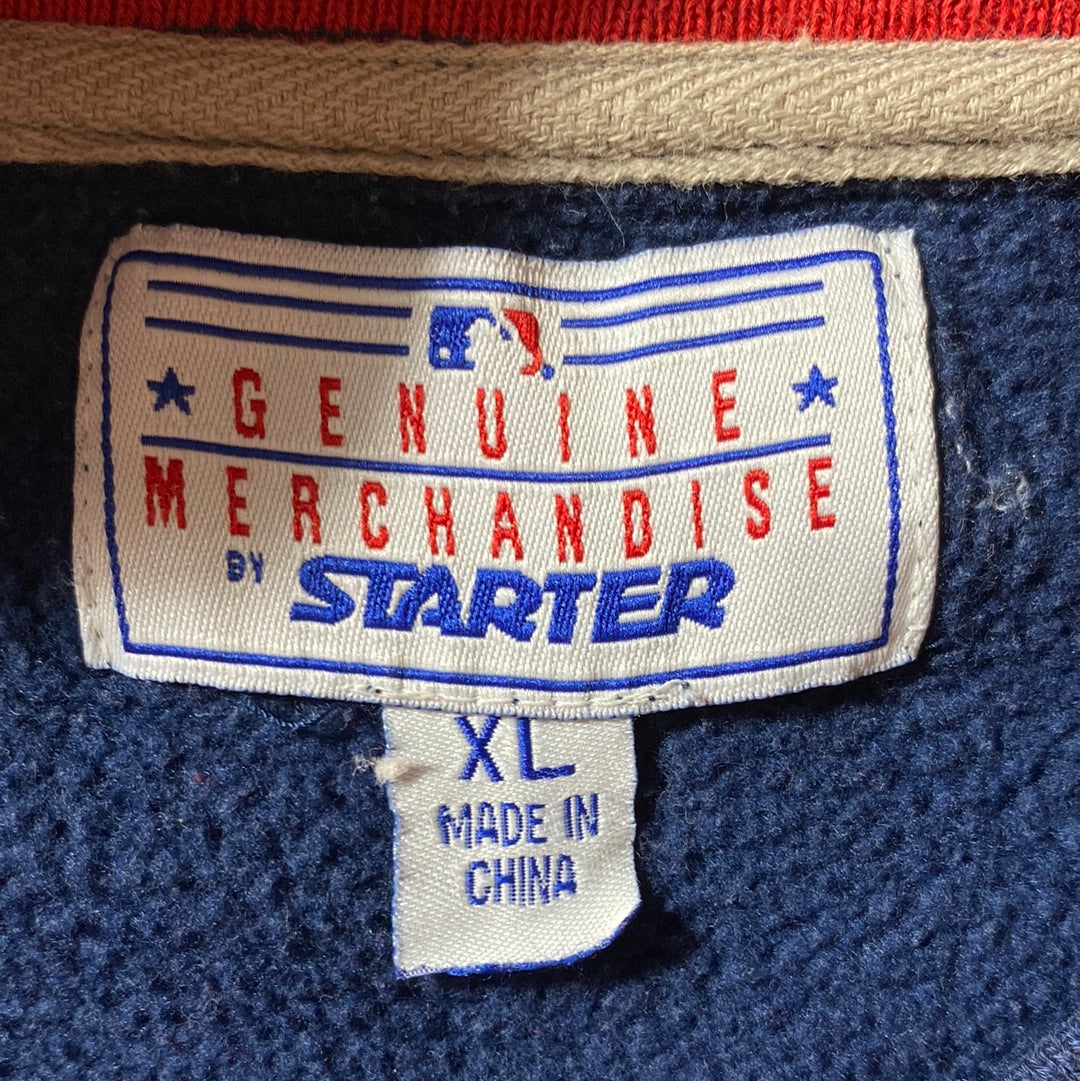 GENUINE
MERCHANDISE
BY STARTER
XL
MADE IN
CHINA